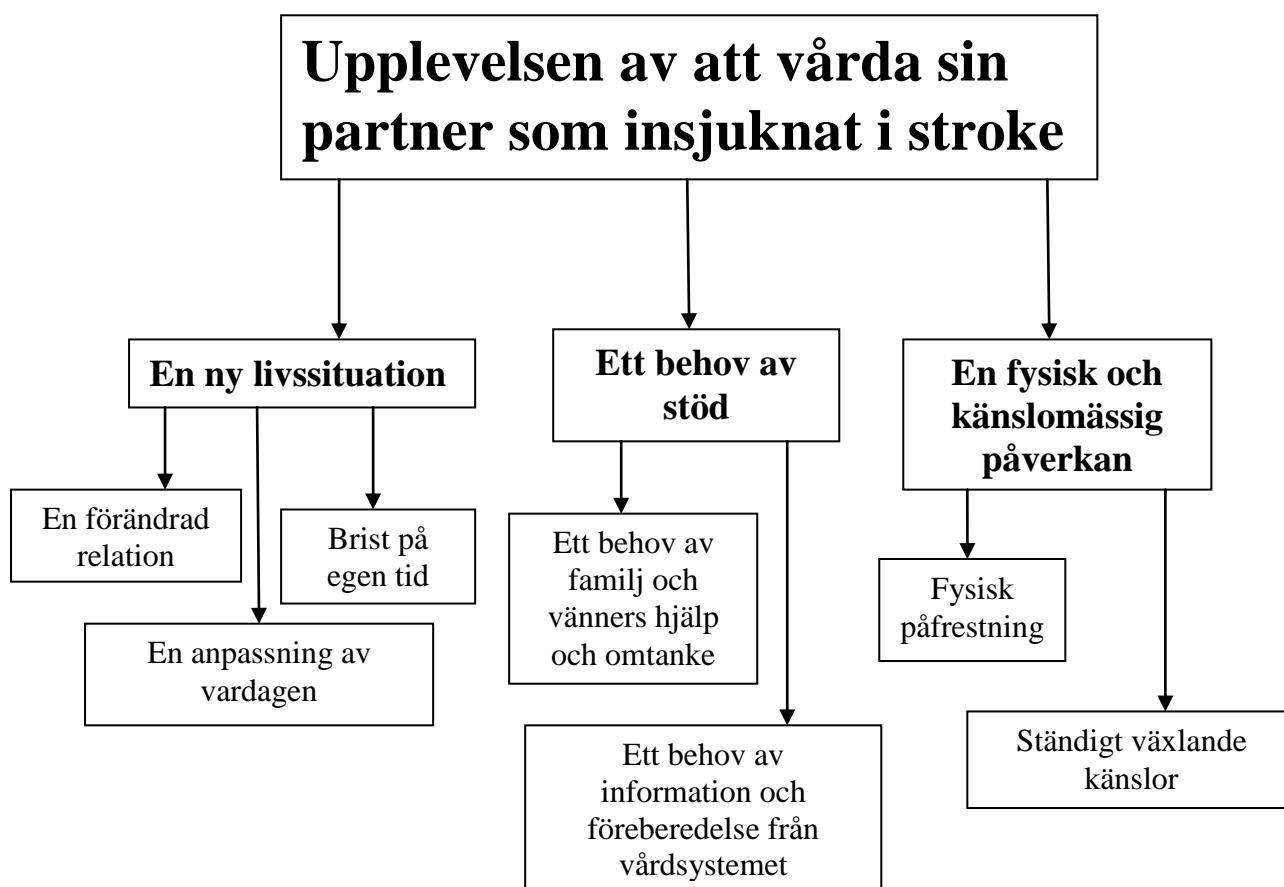 Upplevelsen av att vårda sin
partner som insjuknat i stroke
En ny livssituation
Ett behov av
stöd
En fysisk och
känslomässig
påverkan
En förändrad
relation
Brist på
egen tid
En anpassning av
vardagen
Ett behov av
familj och
vänners hjälp
och omtanke
Ett behov av
information och
föreberedelse från
vårdsystemet
Fysisk
påfrestning
Ständigt växlande
känslor